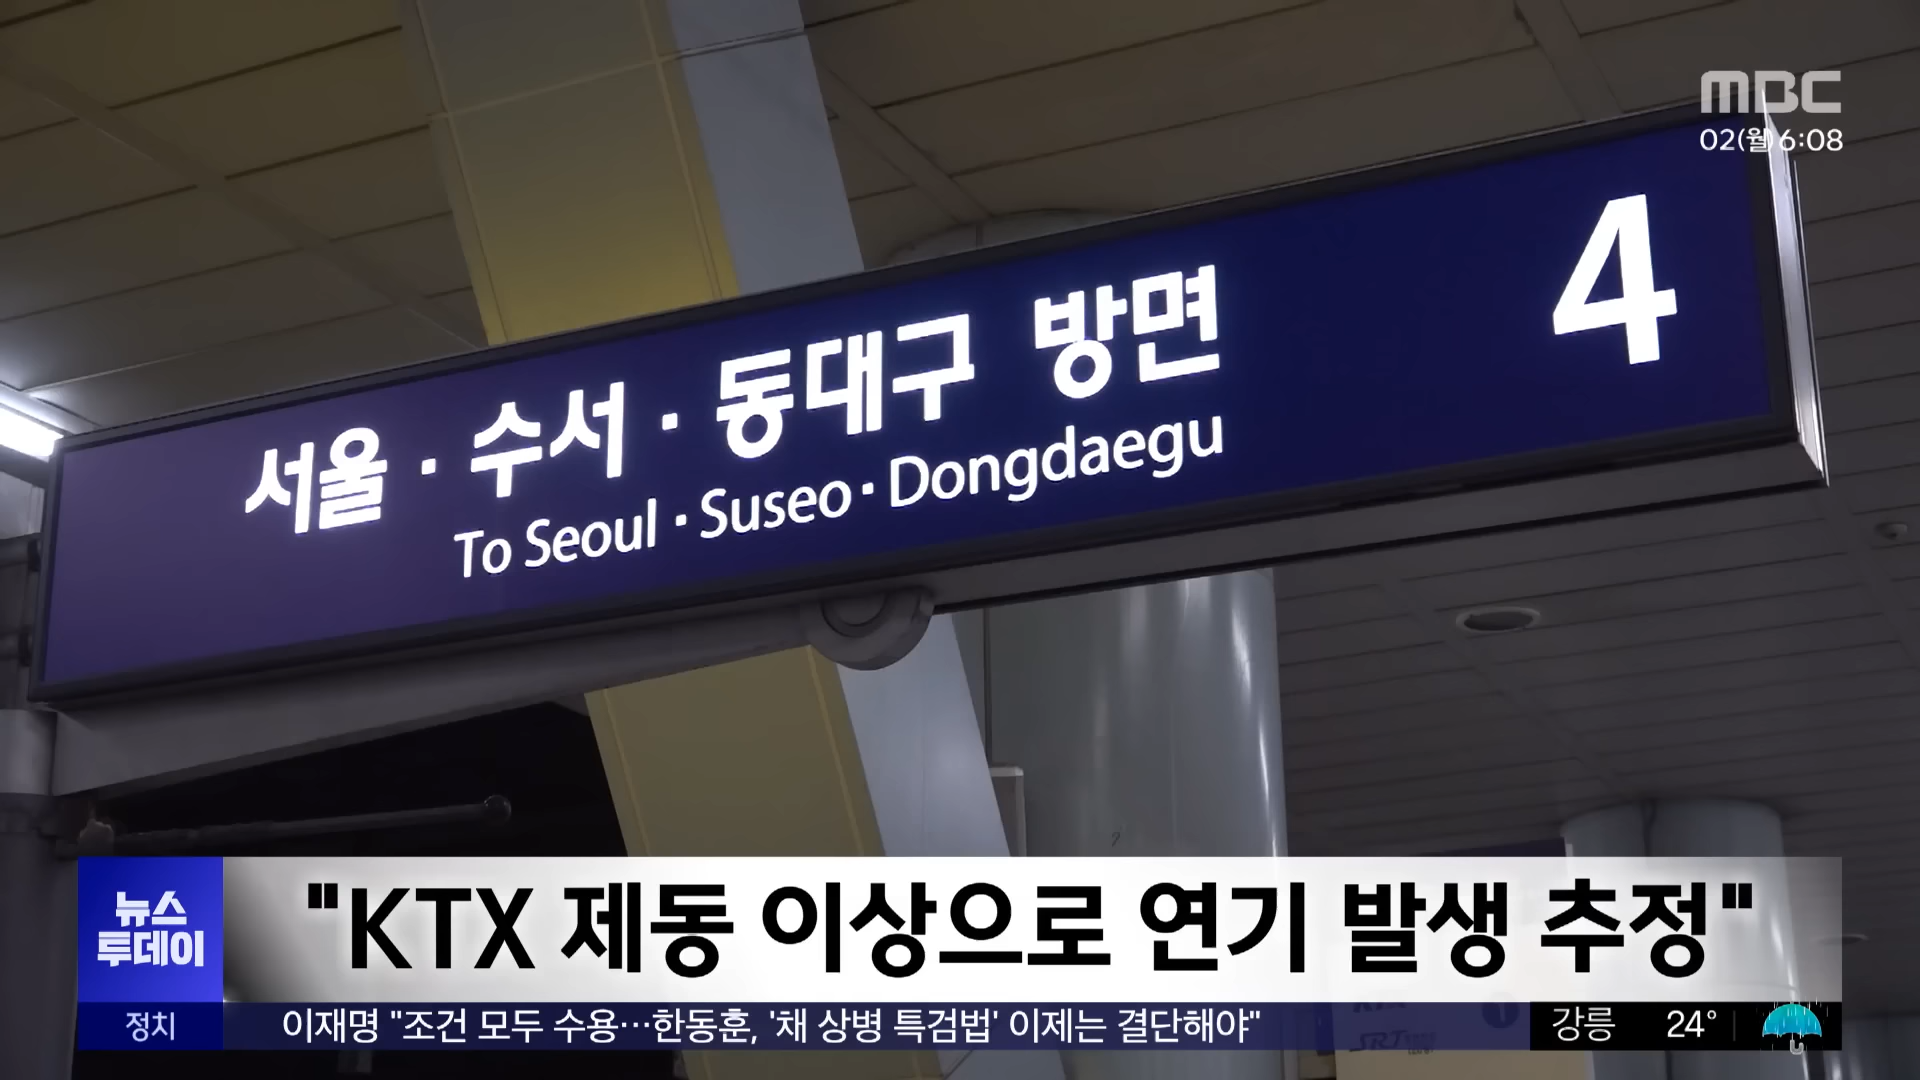 MBC
02(월) 6:08
4
서울 · 수서 · 동대구 방면
To Seoul · Suseo · Dongdaegu
뉴스
투데이
"KTX 제동 이상으로 연기 발생 추정"
정치
이재명 "조건 모두 수용…한동훈, '채 상병 특검법' 이제는 결단해야"
강릉 24°